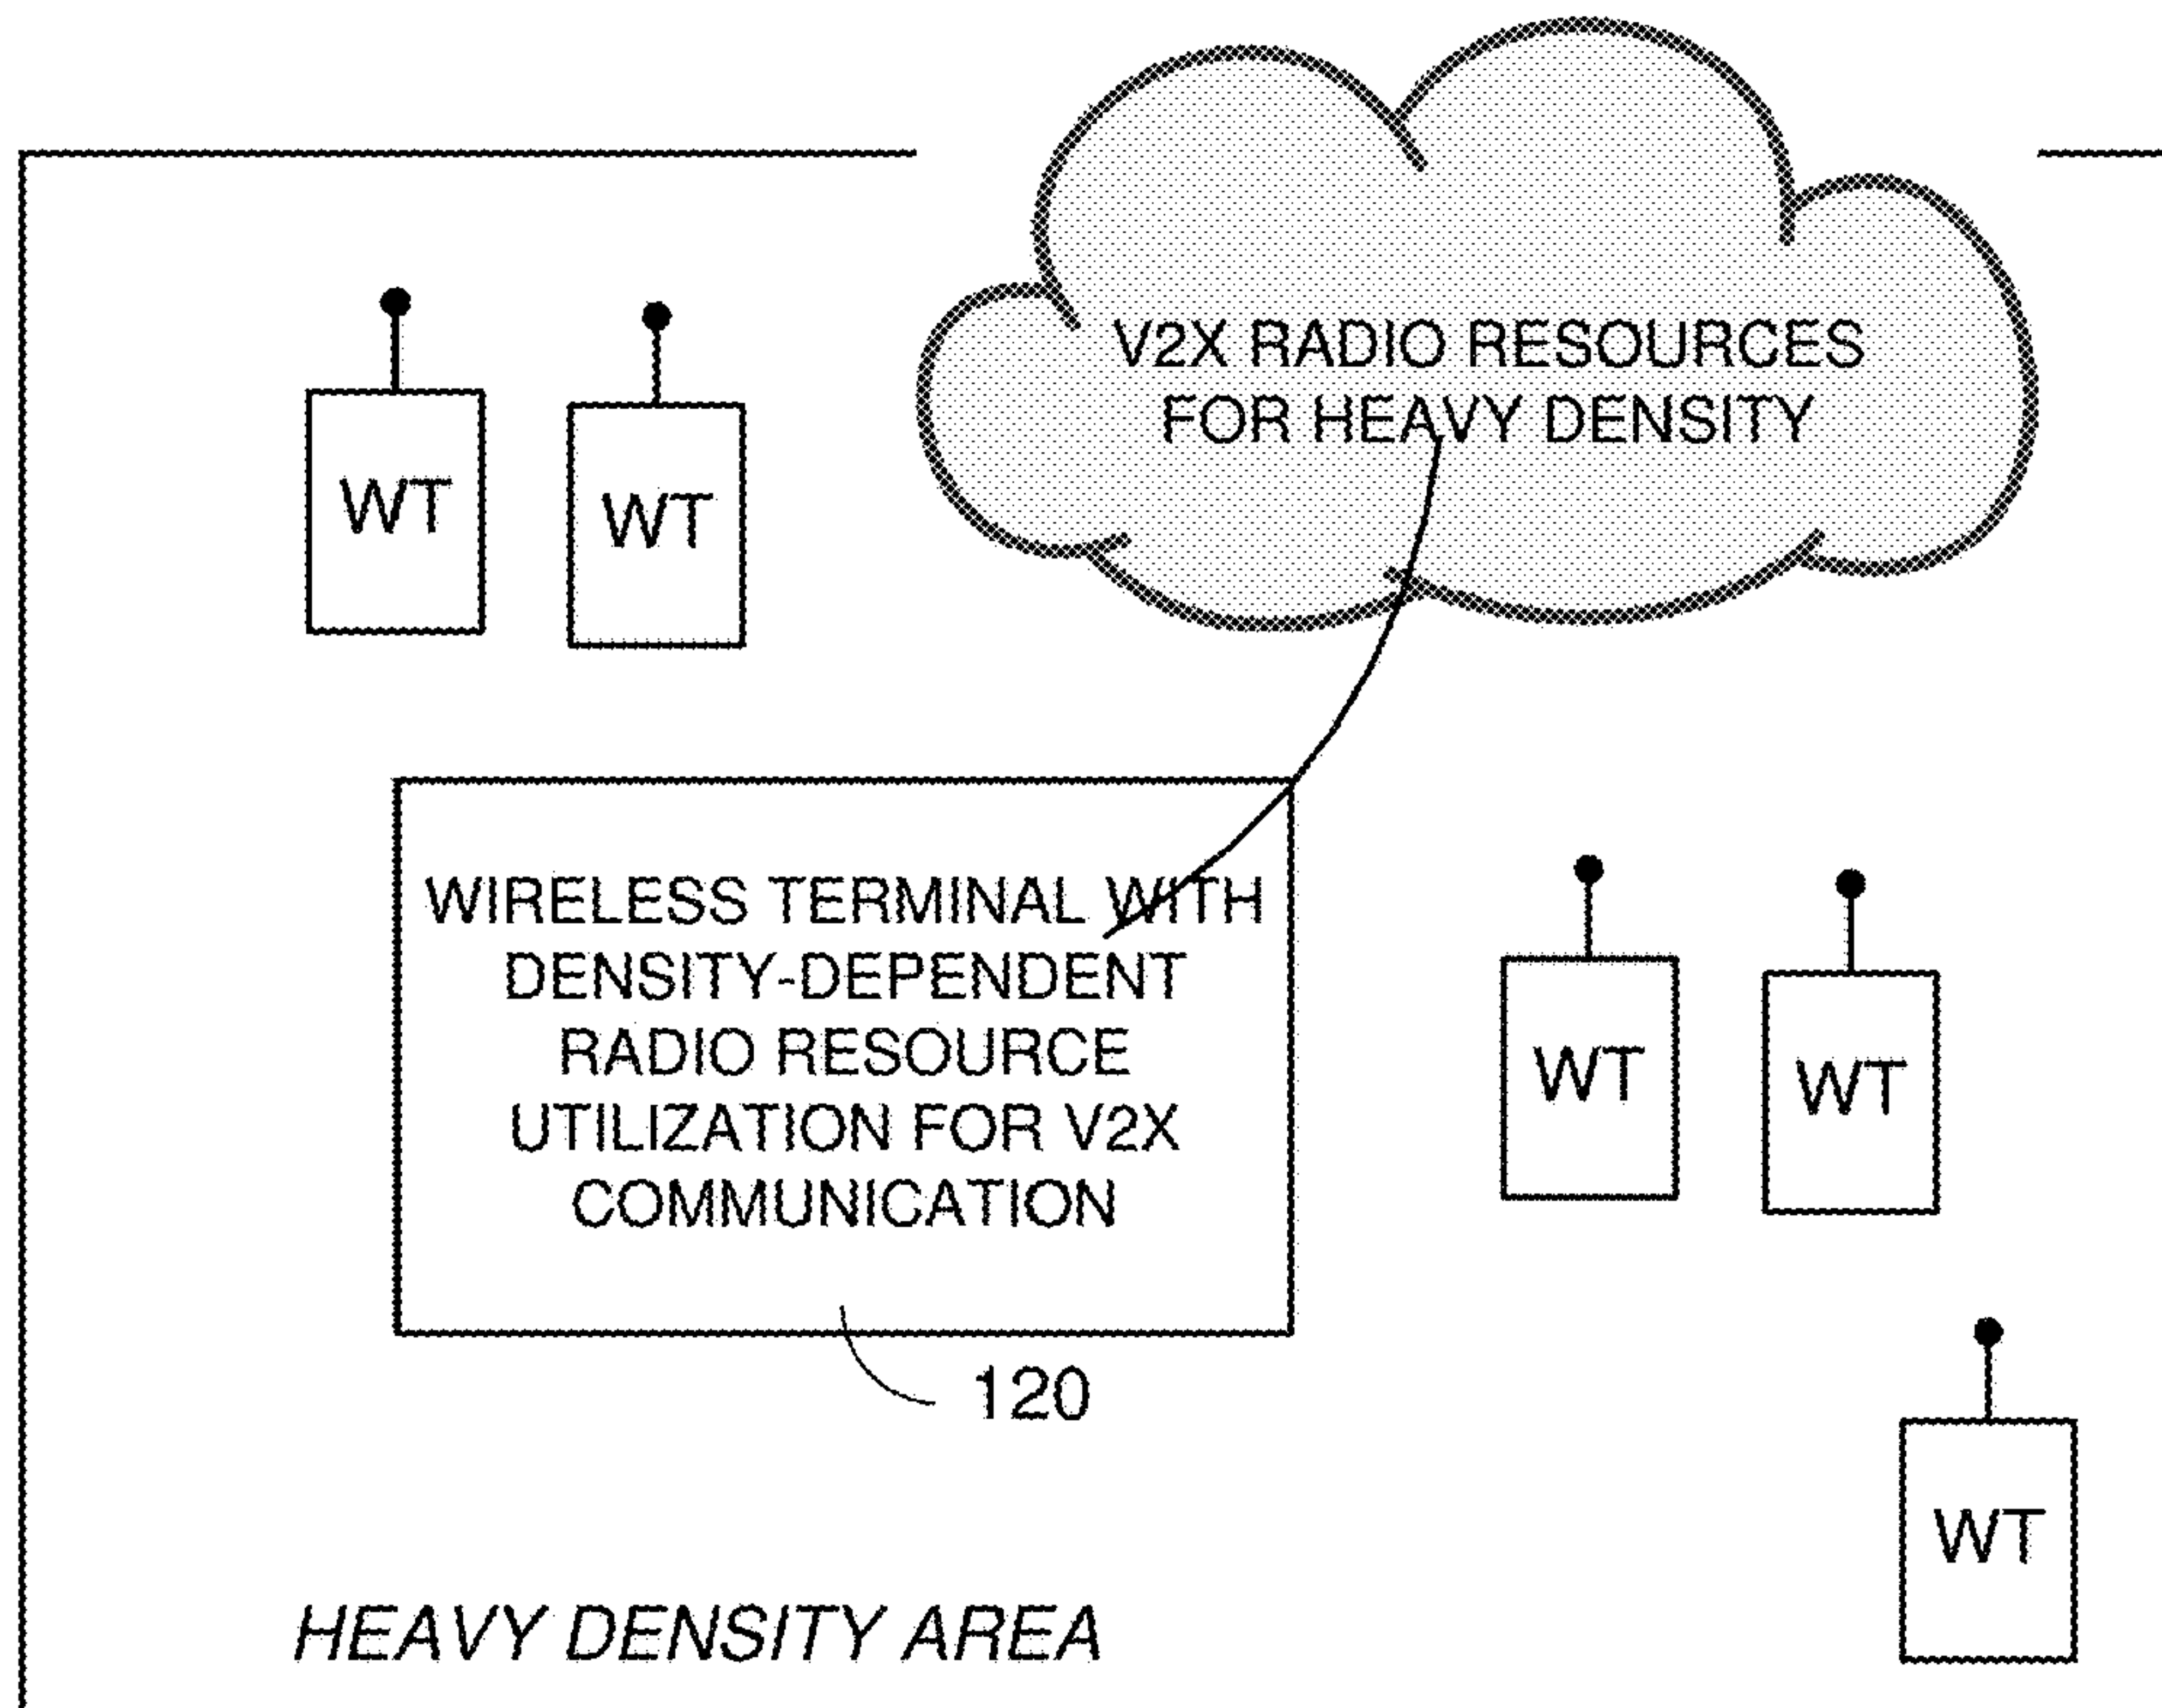 V2X RADIO RESOURCES
FOR HEAVY DENSITY
WT
WT
WIRELESS TERMINAL WITH
DENSITY-DEPENDENT
RADIO RESOURCE
UTILIZATION FOR V2X
COMMUNICATION
WT
WT
120
WT
HEAVY DENSITY AREA